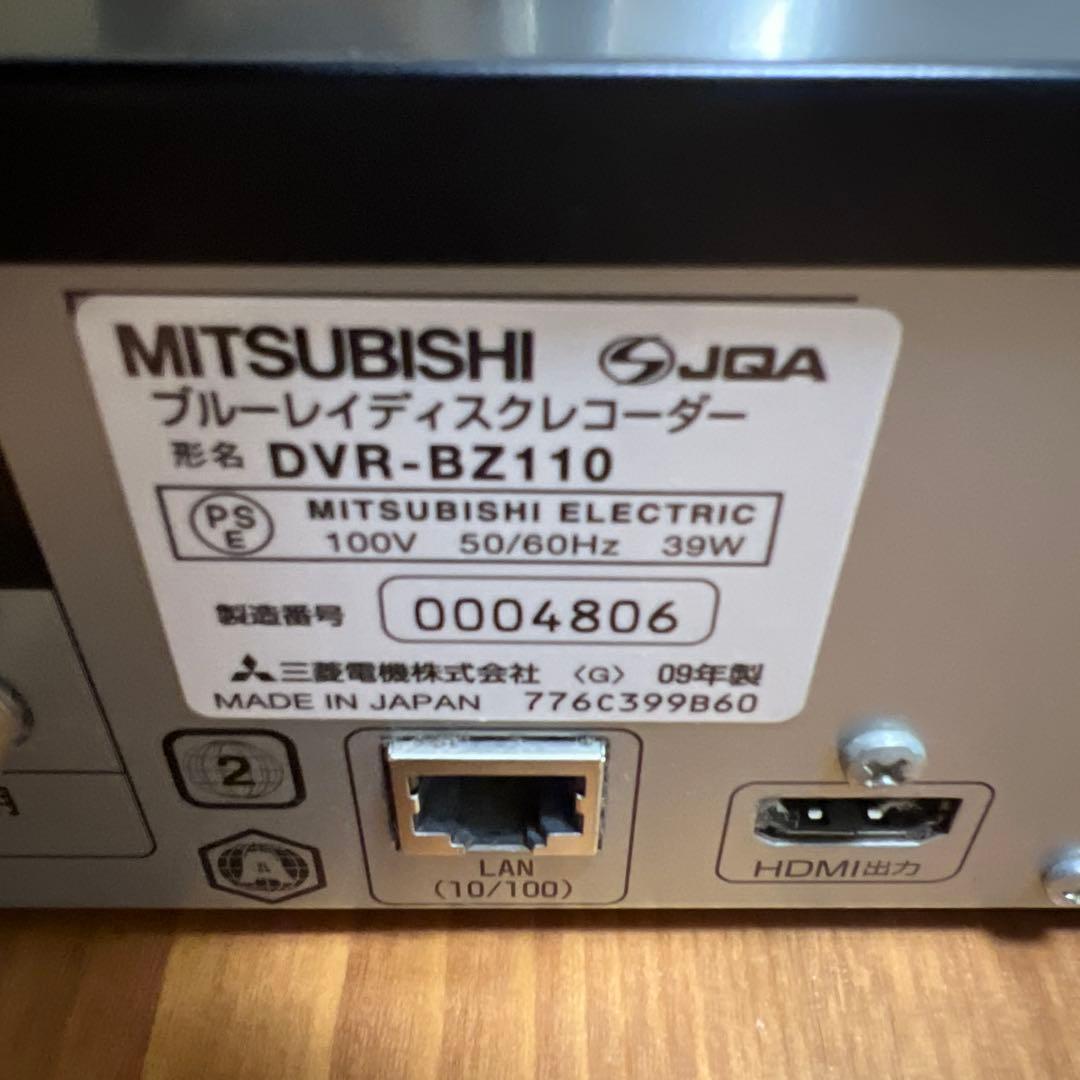 MITSUBISHI JQA
ブルーレイディスクレコーダー
形名 DVR-BZ110
PSE MITSUBISHI ELECTRIC
100V 50/60Hz 39W
製造番号 0004806
三菱電機株式会社 〈G〉 09年製
MADE IN JAPAN 776C399B60
2
LAN
(10/100)
HDMI出力